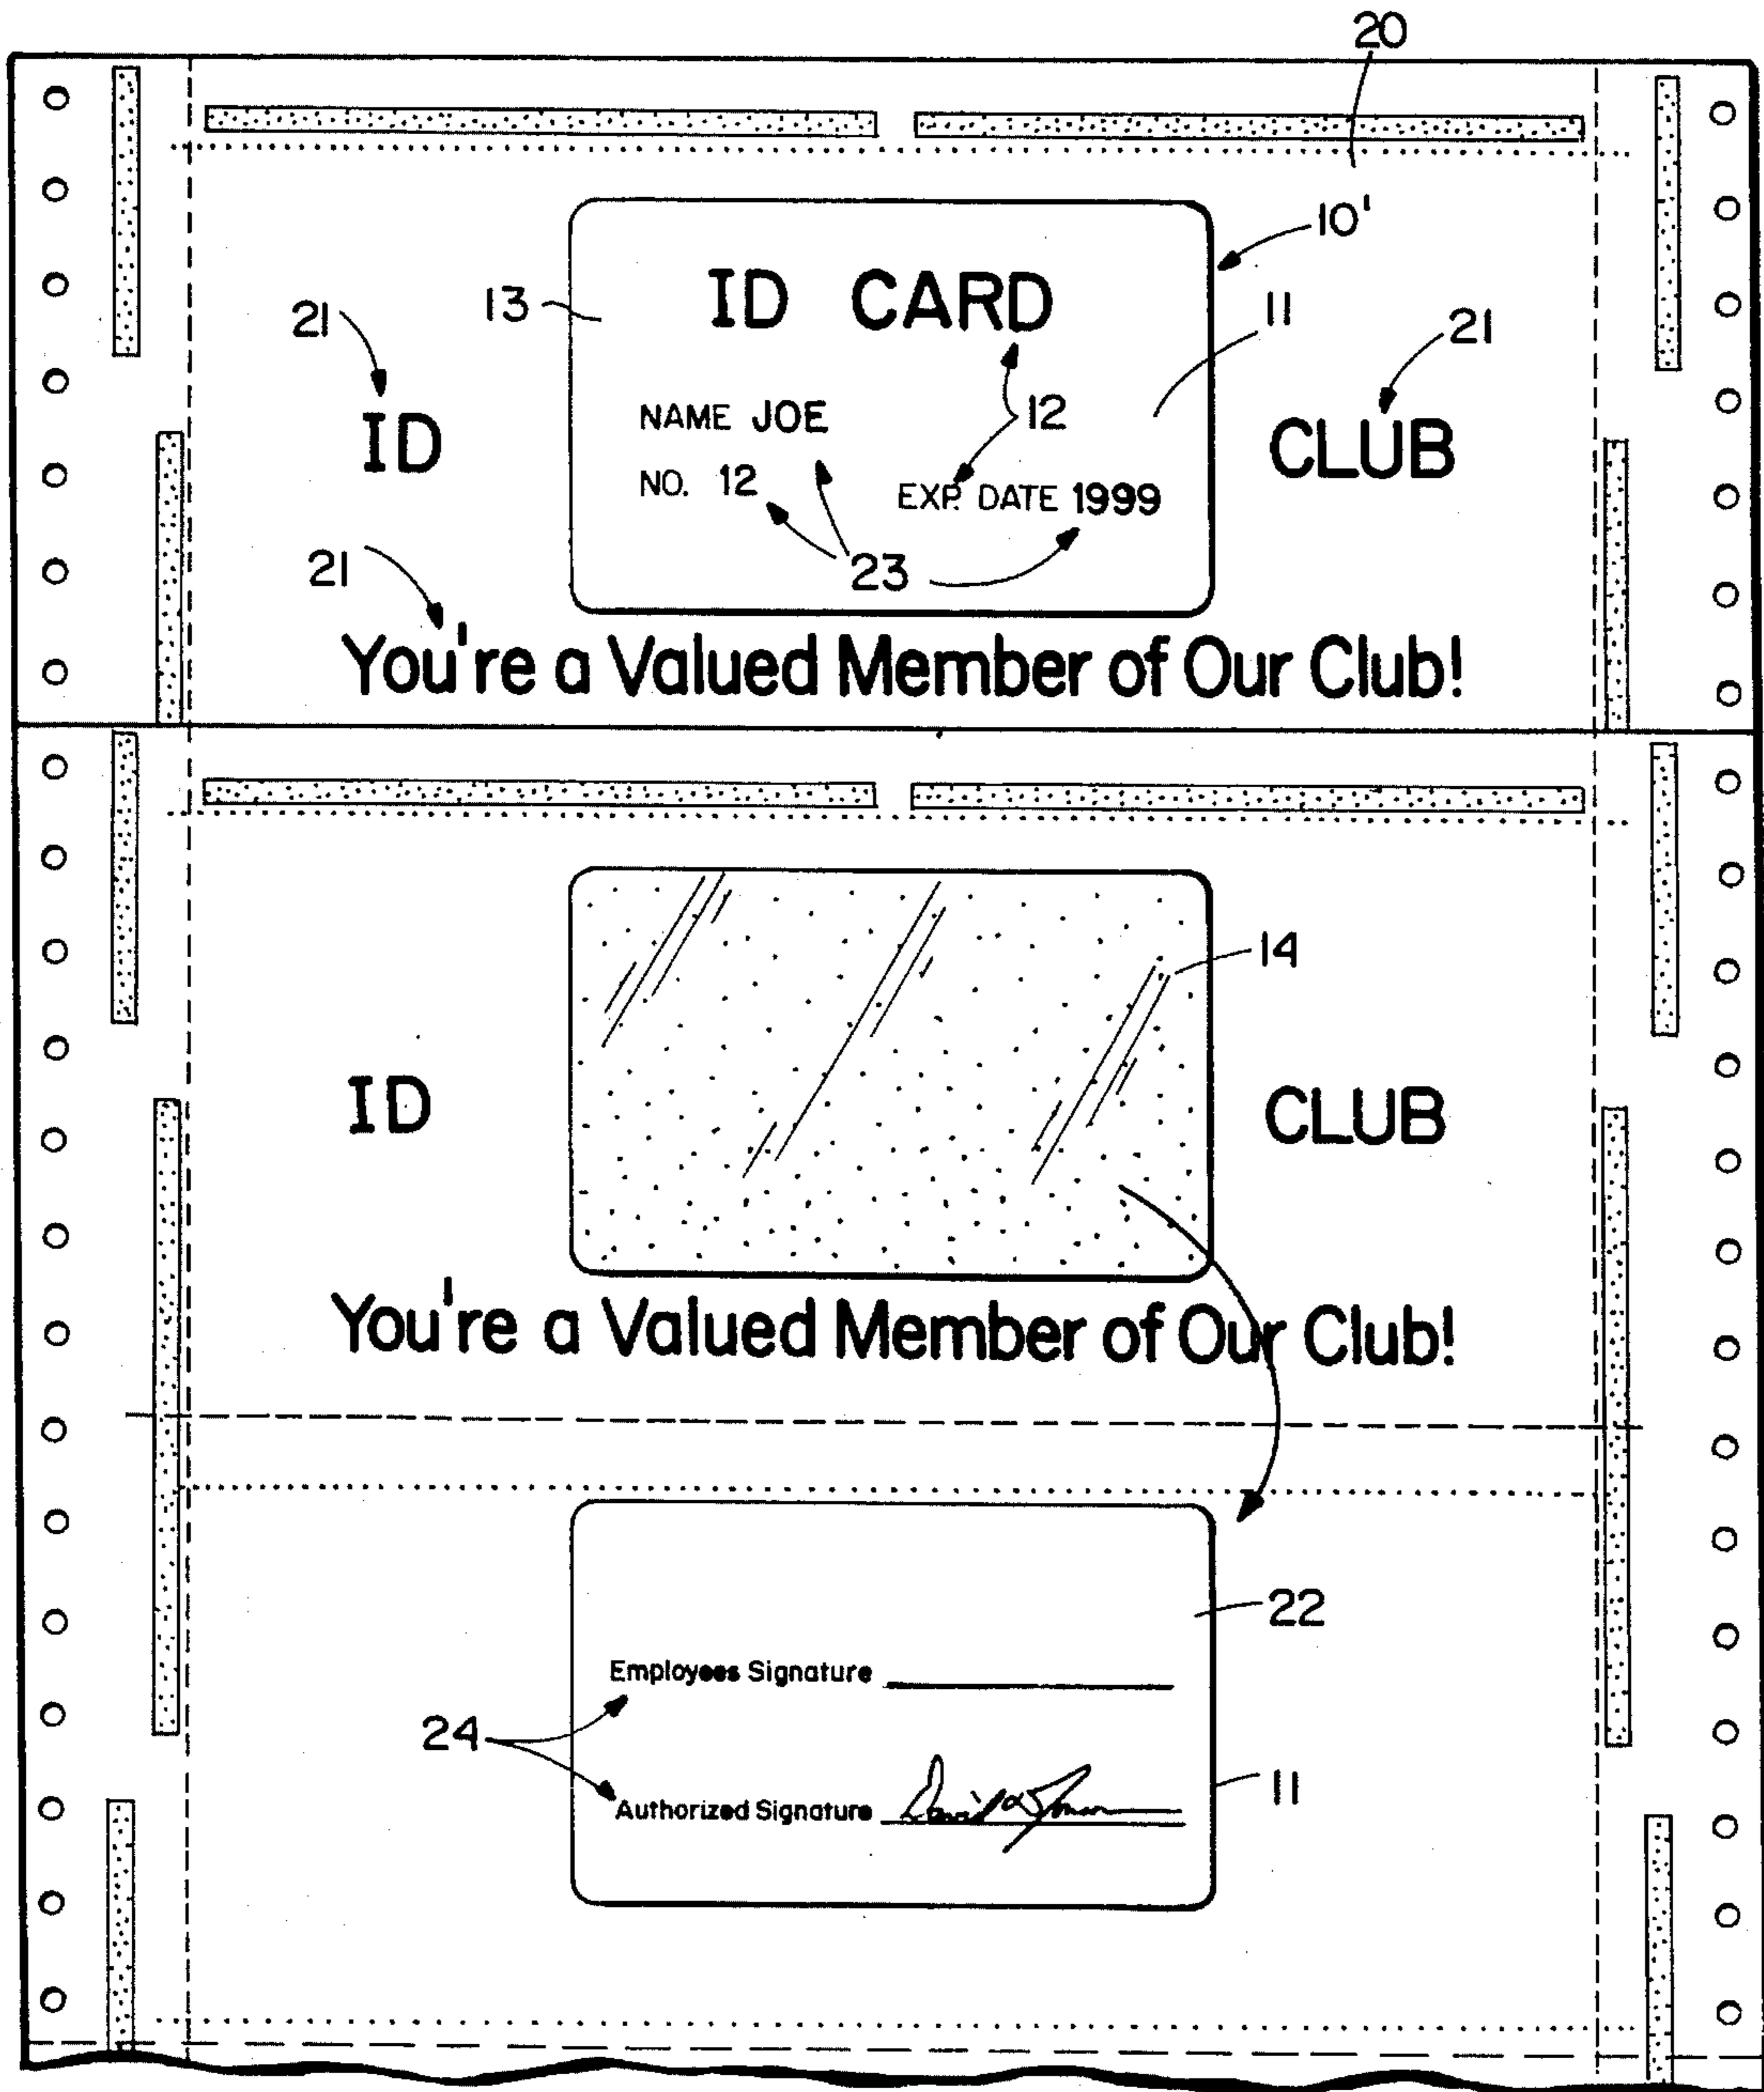 20
10'
ID CARD
13
11
21
21
NAME JOE
12
ID
CLUB
NO. 12
EXP. DATE 1999
21
23
You're a Valued Member of Our Club!
14
ID
CLUB
You're a Valued Member of Our Club!
22
Employees Signature
24
11
Authorized Signature